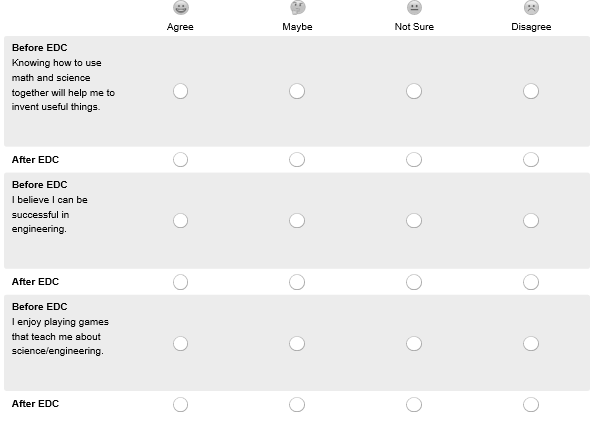 Agree Maybe Not Sure Disagree
Before EDC
Knowing how to use
math and science
together will help me to
invent useful things.
After EDC
Before EDC
I believe I can be
successful in
engineering.
After EDC
Before EDC
I enjoy playing games
that teach me about
science/engineering.
After EDC